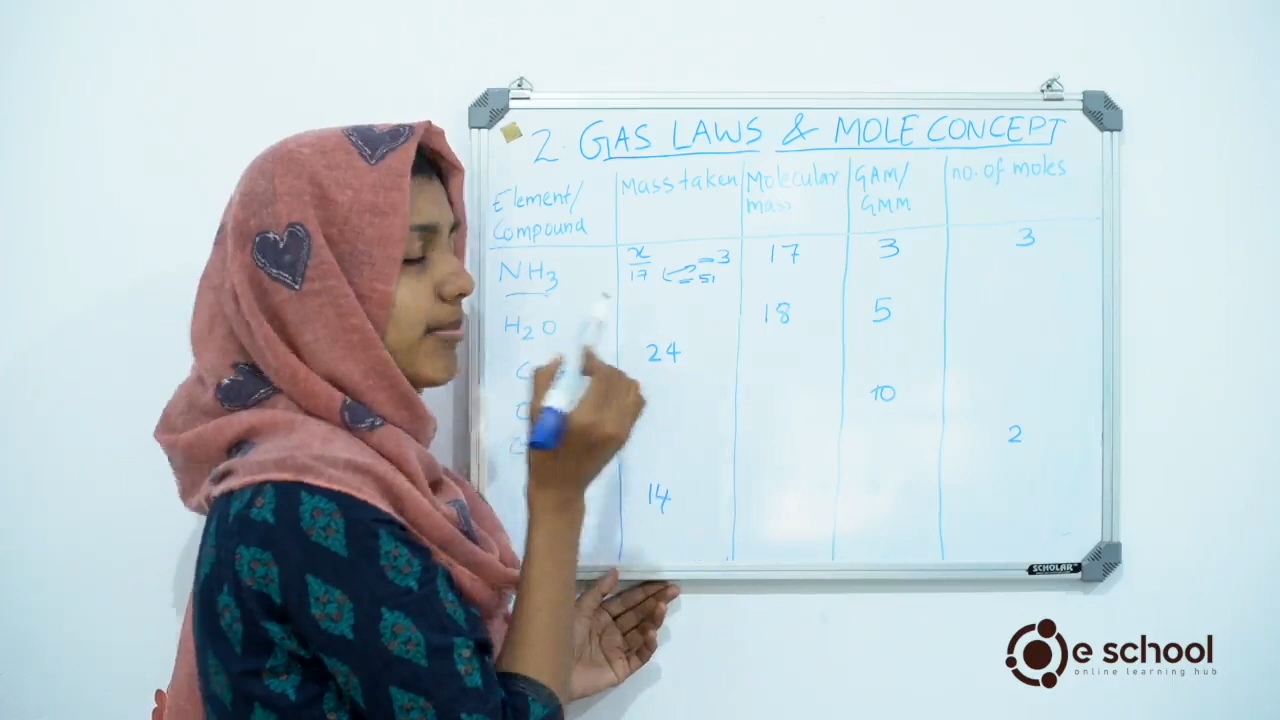 2. GAS LAWS & MOLE CONCEPT
Element/
Compound
Mass taken
Molecular
mass
GAM/
GMM
no. of moles
NH3
x
17
=3
=51
17
3
3
H2O
18
5
24
10
2
14
SCHOLAR
e school
online learning hub